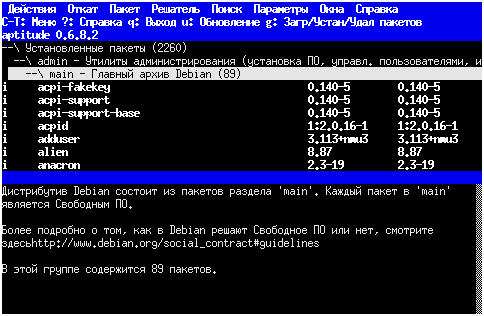 Действия Откат Пакет Решатель Поиск Параметры Окна Справка
C-T: Меню ?: Справка q: Выход u: Обновление g: Загр/Устан/Удал пакетов
aptitude 0.6.8.2
--\ Установленные пакеты (2260)
--\ admin - Утилиты администрирования (установка ПО, управл. пользователями, и
--\ main - Главный архив Debian (89)
i acpi-fakekey 0.140-5 0.140-5
i acpi-support 0.140-5 0.140-5
i acpi-support-base 0.140-5 0.140-5
i acpid 1:2.0.16-1 1:2.0.16-1
i adduser 3.113+nmu3 3.113+nmu3
i alien 8.87 8.87
i anacron 2.3-19 2.3-19
Дистрибутив Debian состоит из пакетов раздела 'main'. Каждый пакет в 'main'
является Свободным ПО.
Более подробно о том, как в Debian решают Свободное ПО или нет, смотрите
здесьhttp://www.debian.org/social_contract#guidelines
В этой группе содержится 89 пакетов.